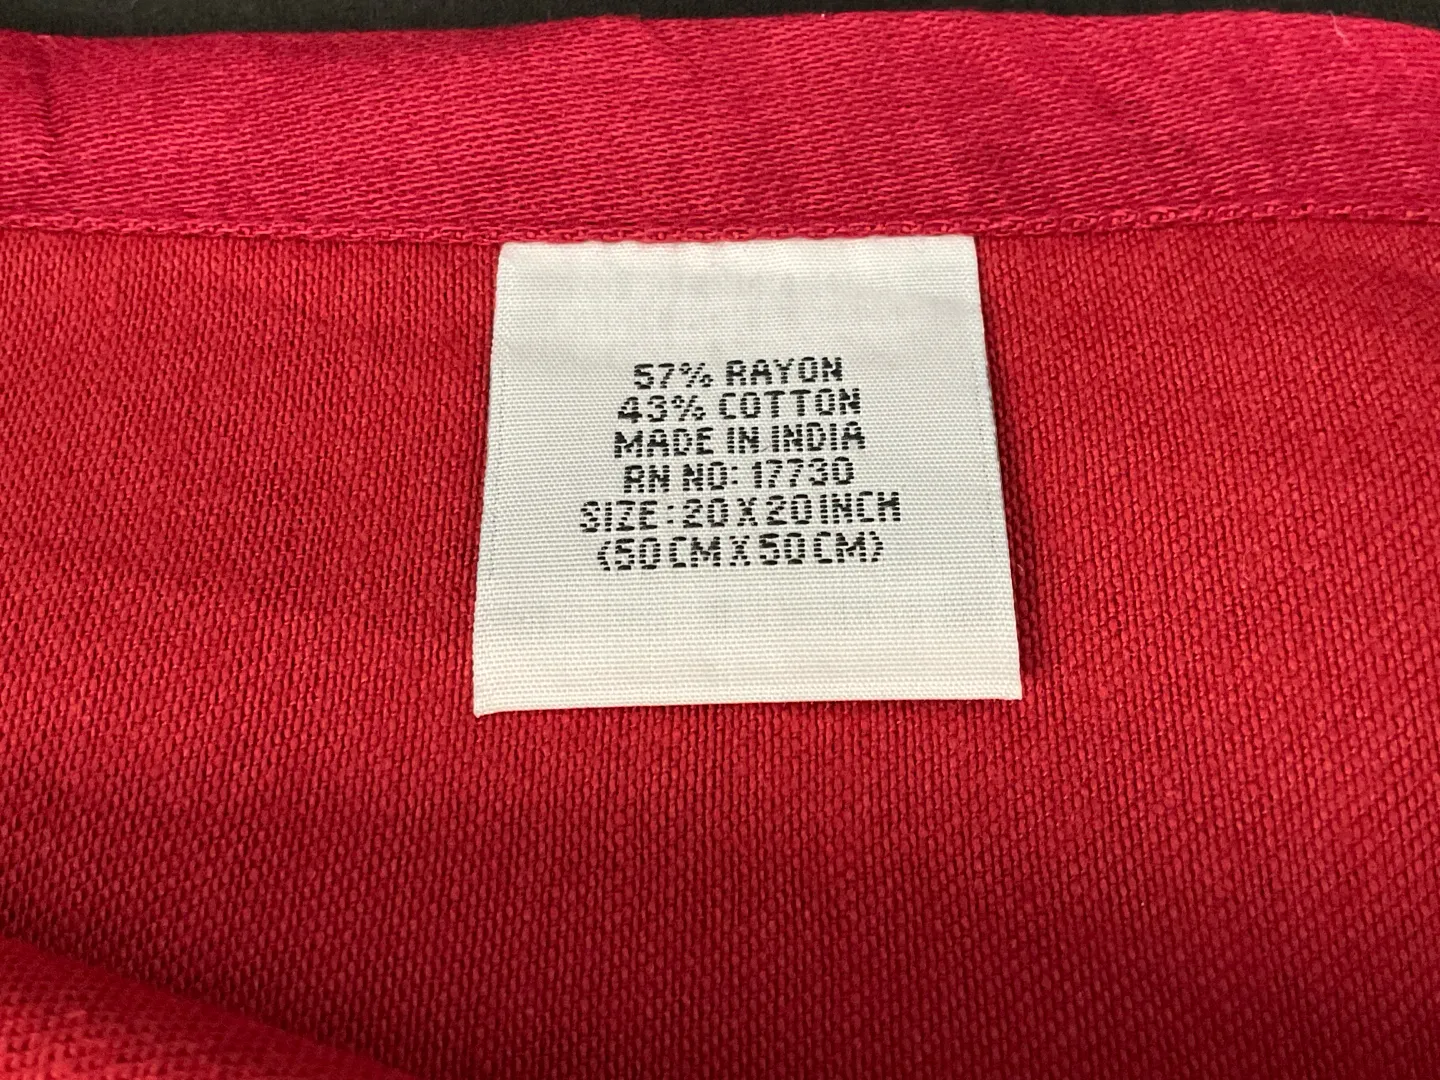 57% RAYON
43% COTTON
MADE IN INDIA
RN NO: 17730
SIZE: 20 X 20 INCH
(50 CM X 50 CM)